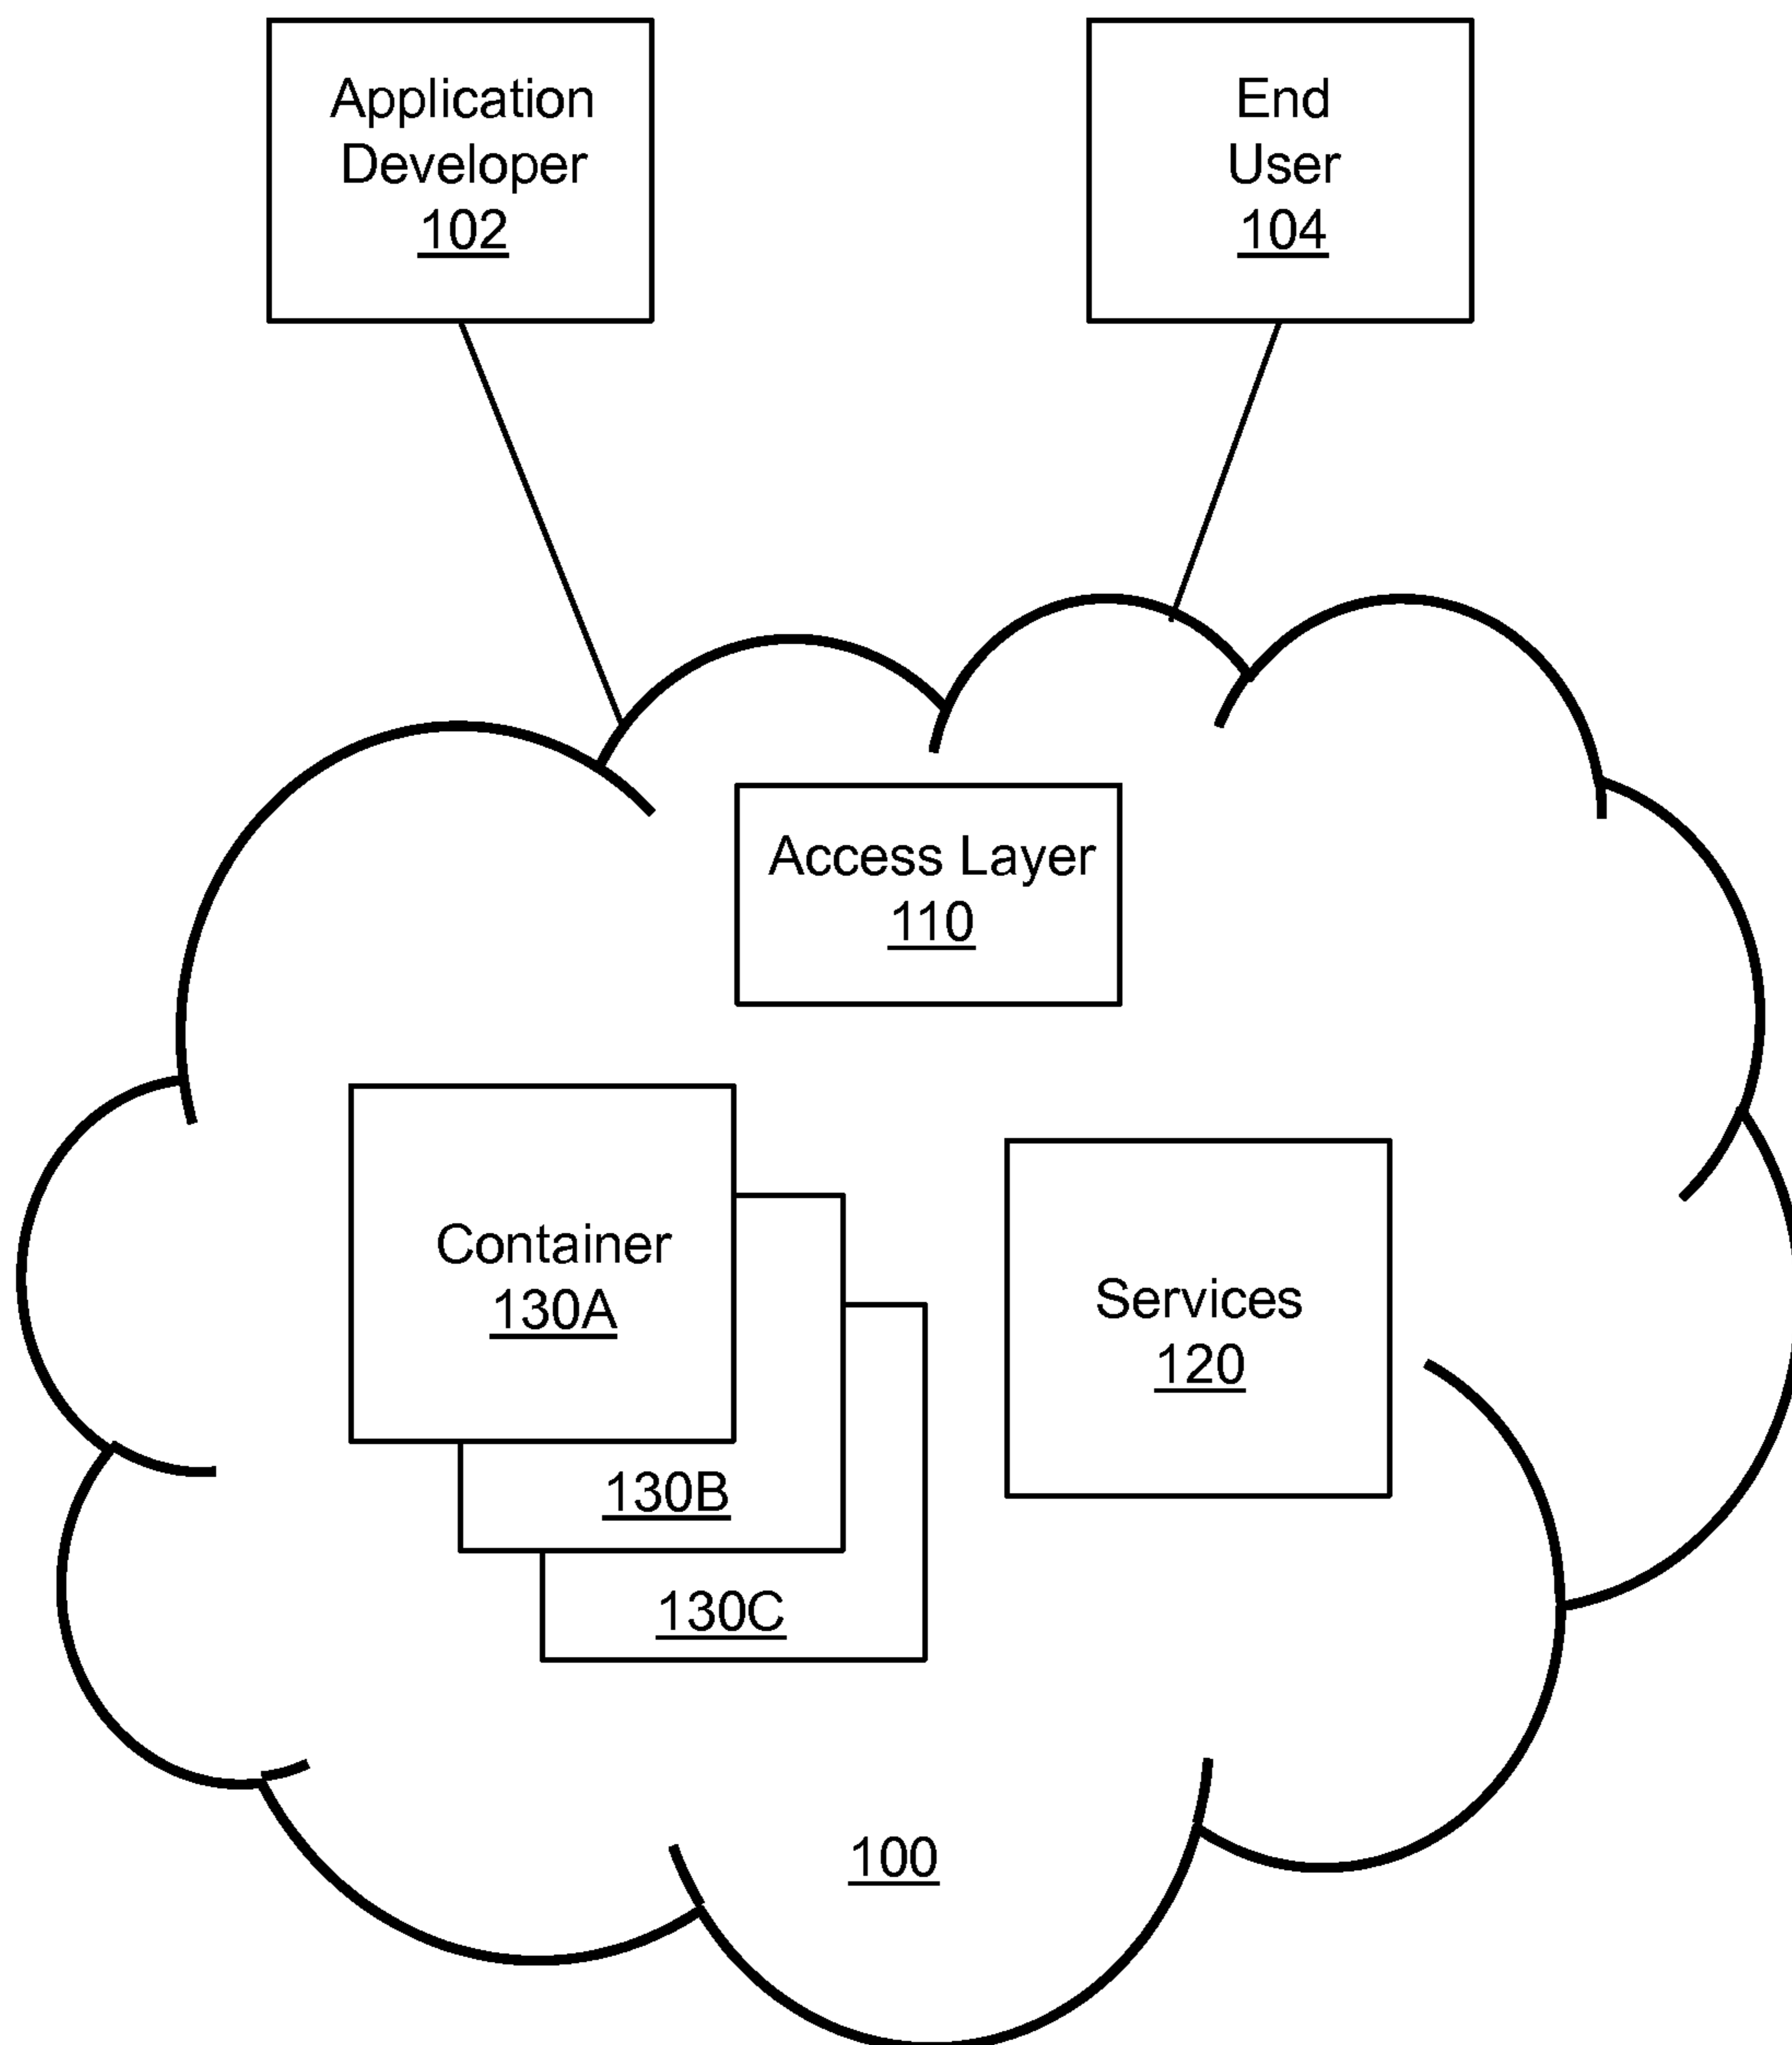 Application
Developer
102
End
User
104
Access Layer
110
Container
130A
130B
130C
Services
120
100